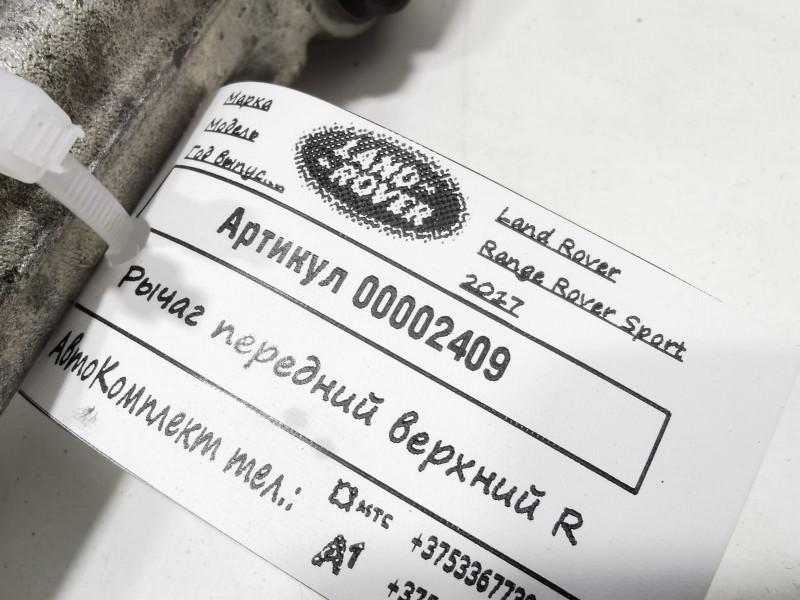 Марка
Модель
Год выпус...
LAND ROVER
Land Rover
Range Rover Sport
2017
Артикул 00002409
Рычаг передний верхний R
АвтоКомплект тел.:
мтс
A1